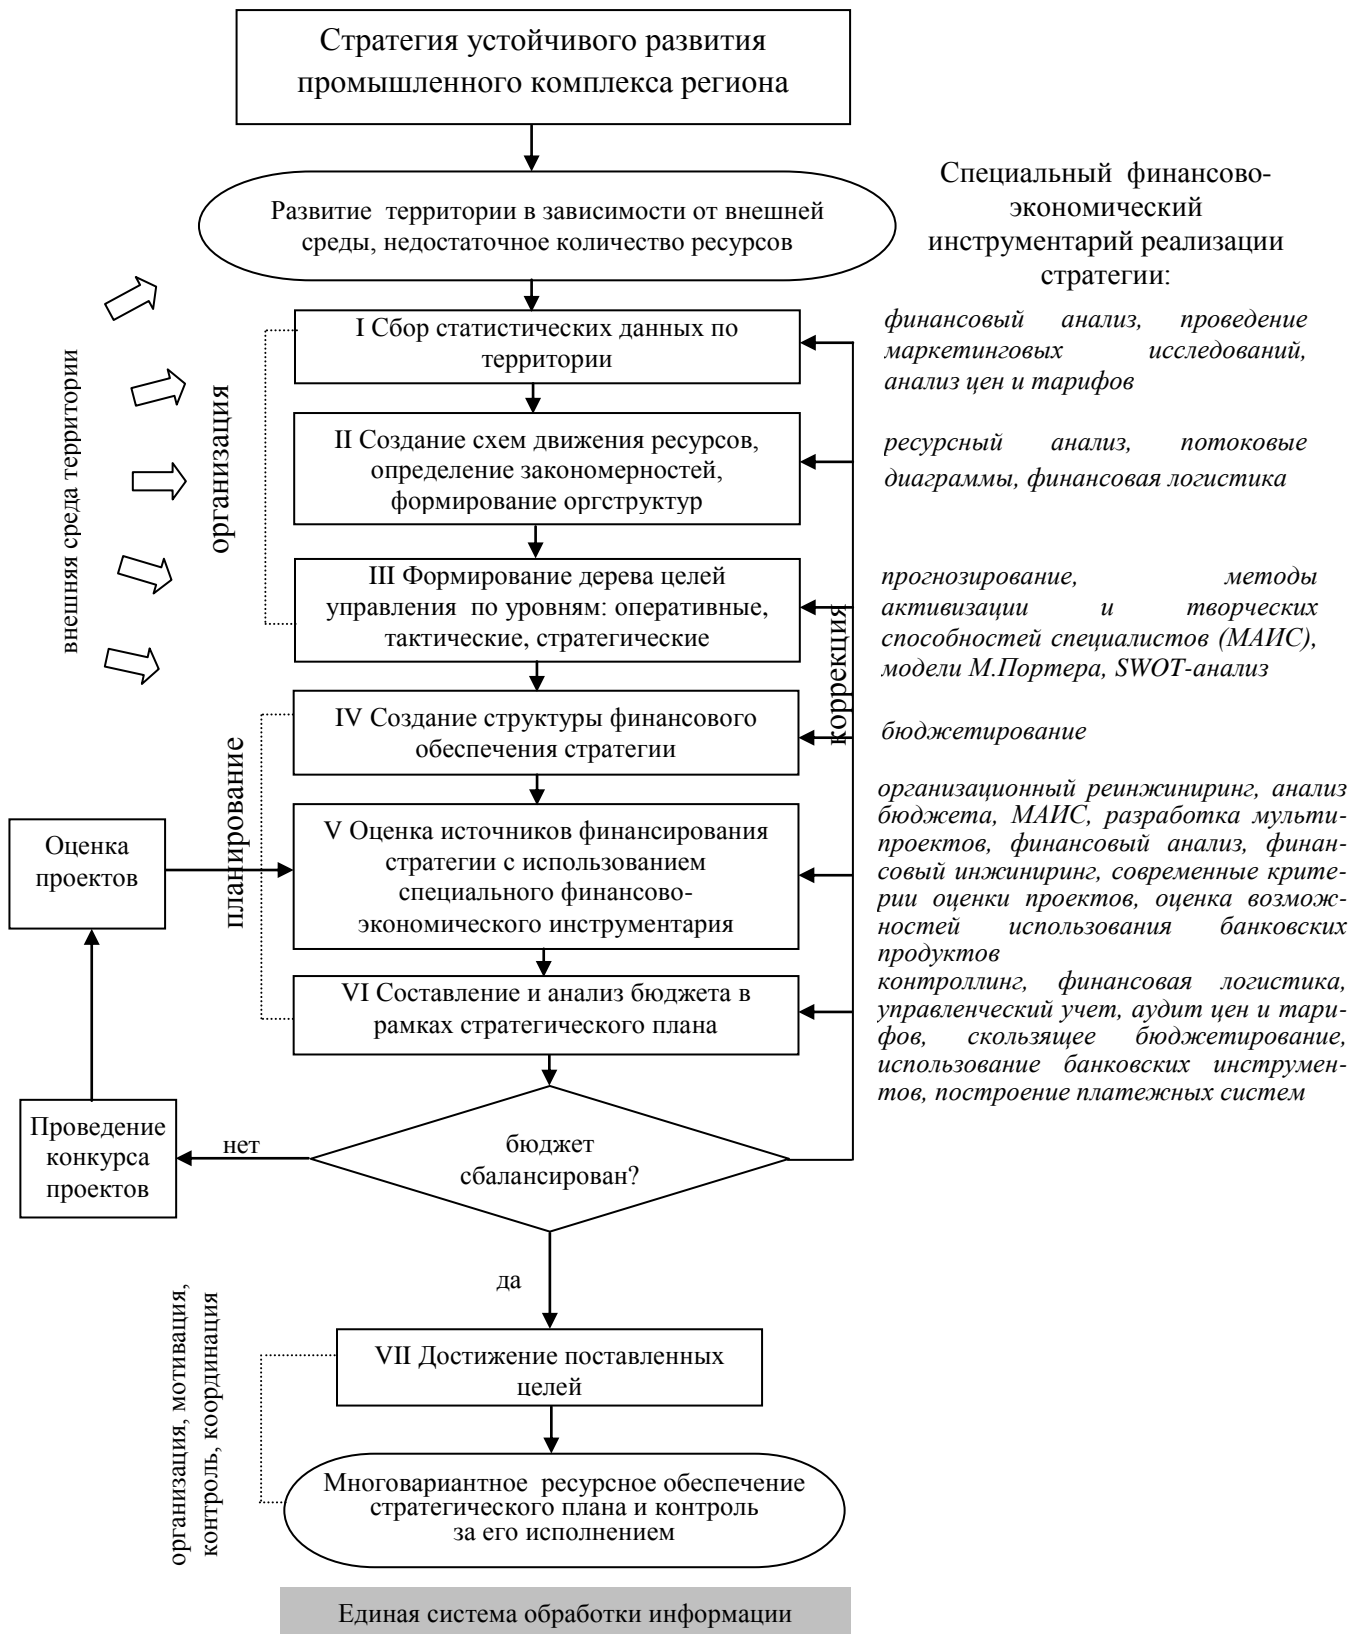 Стратегия устойчивого развития
промышленного комплекса региона
Развитие территории в зависимости от внешней
среды, недостаточное количество ресурсов
Специальный финансово-
экономический
инструментарий реализации
стратегии:
внешняя среда территории
организация
I Сбор статистических данных по
территории
финансовый анализ, проведение
маркетинговых исследований,
анализ цен и тарифов
II Создание схем движения ресурсов,
определение закономерностей,
формирование оргструктур
ресурсный анализ, потоковые
диаграммы, финансовая логистика
III Формирование дерева целей
управления по уровням: оперативные,
тактические, стратегические
коррекция
прогнозирование, методы
активизации и творческих
способностей специалистов (МАИС),
модели М.Портера, SWOT-анализ
планирование
IV Создание структуры финансового
обеспечения стратегии
бюджетирование
Оценка
проектов
V Оценка источников финансирования
стратегии с использованием
специального финансово-
экономического инструментария
организационный реинжиниринг, анализ
бюджета, МАИС, разработка мульти-
проектов, финансовый анализ, финан-
совый инжиниринг, современные крите-
рии оценки проектов, оценка возмож-
ностей использования банковских
продуктов
VI Составление и анализ бюджета в
рамках стратегического плана
контроллинг, финансовая логистика,
управленческий учет, аудит цен и тари-
фов, скользящее бюджетирование,
использование банковских инструмен-
тов, построение платежных систем
Проведение
конкурса
проектов
нет
бюджет
сбалансирован?
да
организация, мотивация,
контроль, координация
VII Достижение поставленных
целей
Многовариантное ресурсное обеспечение
стратегического плана и контроль
за его исполнением
Единая система обработки информации